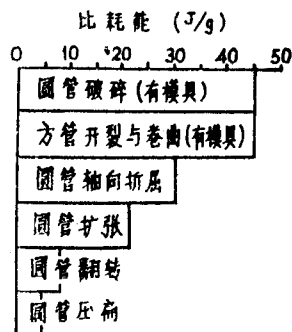 比耗能 (J/g)
0 10 20 30 40 50
圆管破碎(有模具)
方管开裂与卷曲(有模具)
圆管轴向折屈
圆管扩张
圆管翻转
圆管压扁